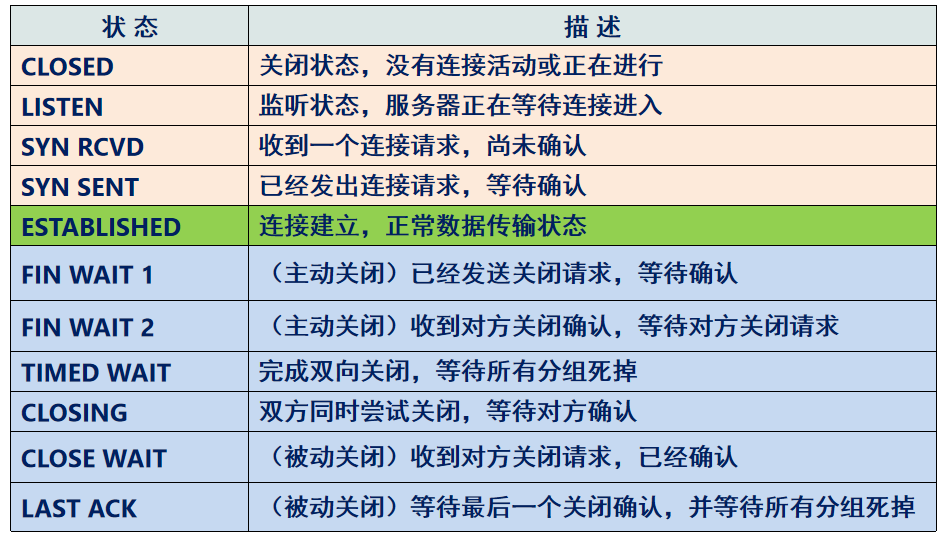 状态 描述
CLOSED 关闭状态，没有连接活动或正在进行
LISTEN 监听状态，服务器正在等待连接进入
SYN RCVD 收到一个连接请求，尚未确认
SYN SENT 已经发出连接请求，等待确认
ESTABLISHED 连接建立，正常数据传输状态
FIN WAIT 1 （主动关闭）已经发送关闭请求，等待确认
FIN WAIT 2 （主动关闭）收到对方关闭确认，等待对方关闭请求
TIMED WAIT 完成双向关闭，等待所有分组死掉
CLOSING 双方同时尝试关闭，等待对方确认
CLOSE WAIT （被动关闭）收到对方关闭请求，已经确认
LAST ACK （被动关闭）等待最后一个关闭确认，并等待所有分组死掉